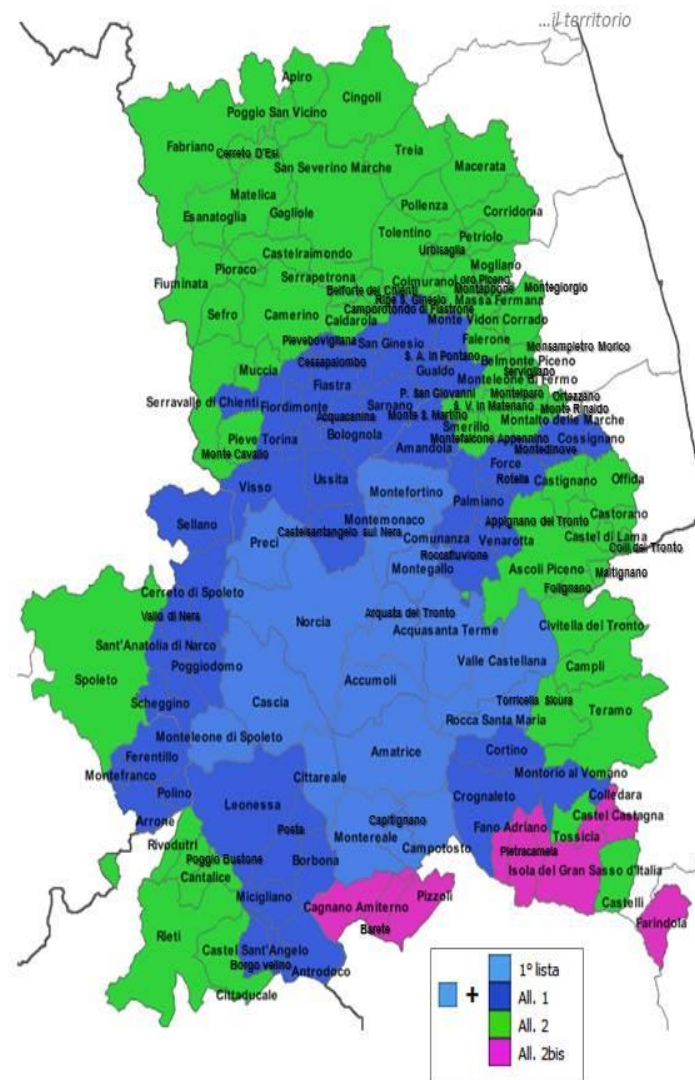 ...il territorio
Apiro
Cingoli
Poggio San Vicino
Fabriano
Cerreto D'Esi
Treia
San Severino Marche
Macerata
Matelica
Pollenza
Esanatoglia
Gagliole
Corridonia
Tolentino
Petriolo
Urbisaglia
Castelraimondo
Mogliano
Pioraco
Serrapetrona
Colmurano
Loro Piceno
Fiuminata
Belforte del Chienti
Montappone
Montegiorgio
Ripe S. Ginesio
Massa Fermana
Sefro
Camerino
Camporotondo di Fiastrone
Caldarola
Monte Vidon Corrado
Pievebovigliana
San Ginesio
Falerone
Monsampietro Morico
Cessapalombo
S. A. in Pontano
Belmonte Piceno
Muccia
Gualdo
Servigliano
Fiastra
Monteleone di Fermo
Serravalle di Chienti
P. San Giovanni
Montelparo
Ortezzano
Fiordimonte
Sarnano
S. V. in Matenano
Monte Rinaldo
Acquacanina
Monte S. Martino
Pieve Torina
Smerillo
Montalto delle Marche
Bolognola
Montefalcone Appennino
Cossignano
Monte Cavallo
Amandola
Montedinove
Force
Ussita
Montefortino
Rotella
Castignano
Offida
Visso
Palmiano
Sellano
Montemonaco
Appignano del Tronto
Castorano
Castelsantangelo sul Nera
Preci
Comunanza
Venarotta
Castel di Lama
Colli del Tronto
Roccafluvione
Montegallo
Ascoli Piceno
Maltignano
Folignano
Cerreto di Spoleto
Vallo di Nera
Arquata del Tronto
Norcia
Civitella del Tronto
Acquasanta Terme
Sant'Anatolia di Narco
Valle Castellana
Poggiodomo
Campli
Spoleto
Accumoli
Scheggino
Cascia
Torricella Sicura
Teramo
Rocca Santa Maria
Monteleone di Spoleto
Ferentillo
Amatrice
Cortino
Montefranco
Cittareale
Montorio al Vomano
Polino
Leonessa
Crognaleto
Colledara
Arrone
Capitignano
Castel Castagna
Posta
Fano Adriano
Rivodutri
Montereale
Tossicia
Poggio Bustone
Campotosto
Pietracamela
Borbona
Cantalice
Isola del Gran Sasso d'Italia
Micigliano
Pizzoli
Cagnano Amiterno
Castelli
Barete
Farindola
Rieti
Castel Sant'Angelo
Borgo velino
Antrodoco
Cittaducale
+
1° lista
All. 1
All. 2
All. 2bis